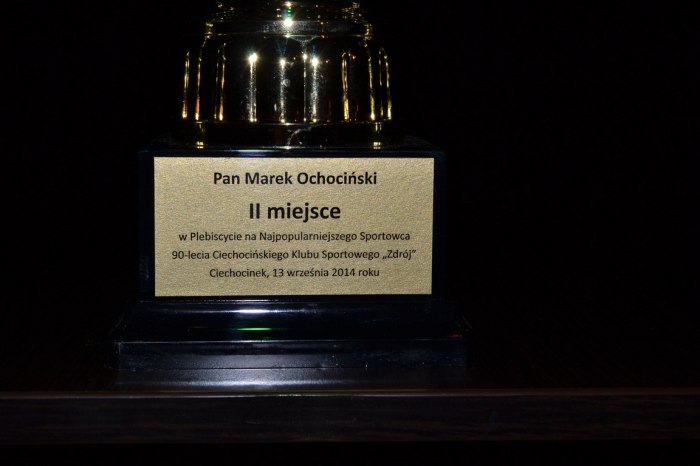 Pan Marek Ochociński
II miejsce
w Plebiscycie na Najpopularniejszego Sportowca
90-lecia Ciechocińskiego Klubu Sportowego „Zdrój”
Ciechocinek, 13 września 2014 roku